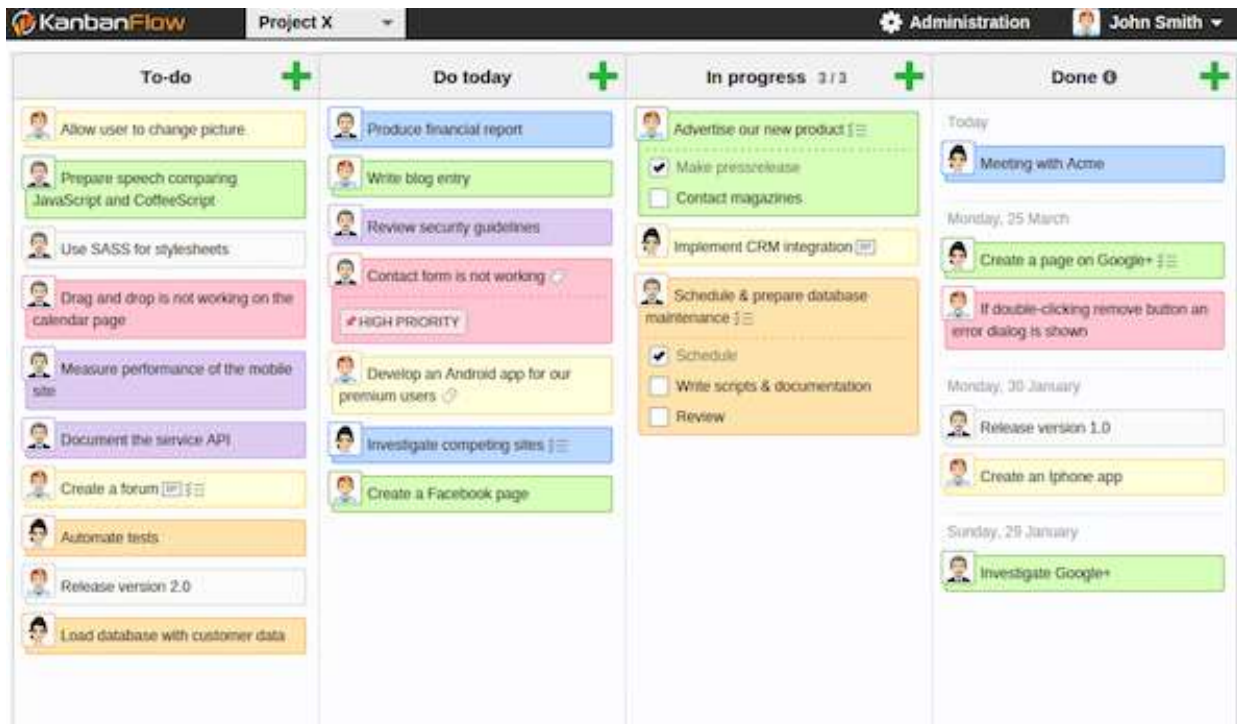 KanbanFlow
Project X
Administration
John Smith
To-do
Allow user to change picture
Prepare speech comparing
JavaScript and CoffeeScript
Use SASS for stylesheets
Drag and drop is not working on the
calendar page
Measure performance of the mobile
site
Document the service API
Create a forum
Automate tests
Release version 2.0
Load database with customer data
Do today
Produce financial report
Write blog entry
Review security guidelines
Contact form is not working
HIGH PRIORITY
Develop an Android app for our
premium users
Investigate competing sites
Create a Facebook page
In progress 3 / 3
Advertise our new product
Make pressrelease
Contact magazines
Implement CRM integration
Schedule & prepare database
maintenance
Schedule
Write scripts & documentation
Review
Done
Today
Meeting with Acme
Monday, 25 March
Create a page on Google+
If double-clicking remove button an
error dialog is shown
Monday, 30 January
Release version 1.0
Create an Iphone app
Sunday, 29 January
Investigate Google+